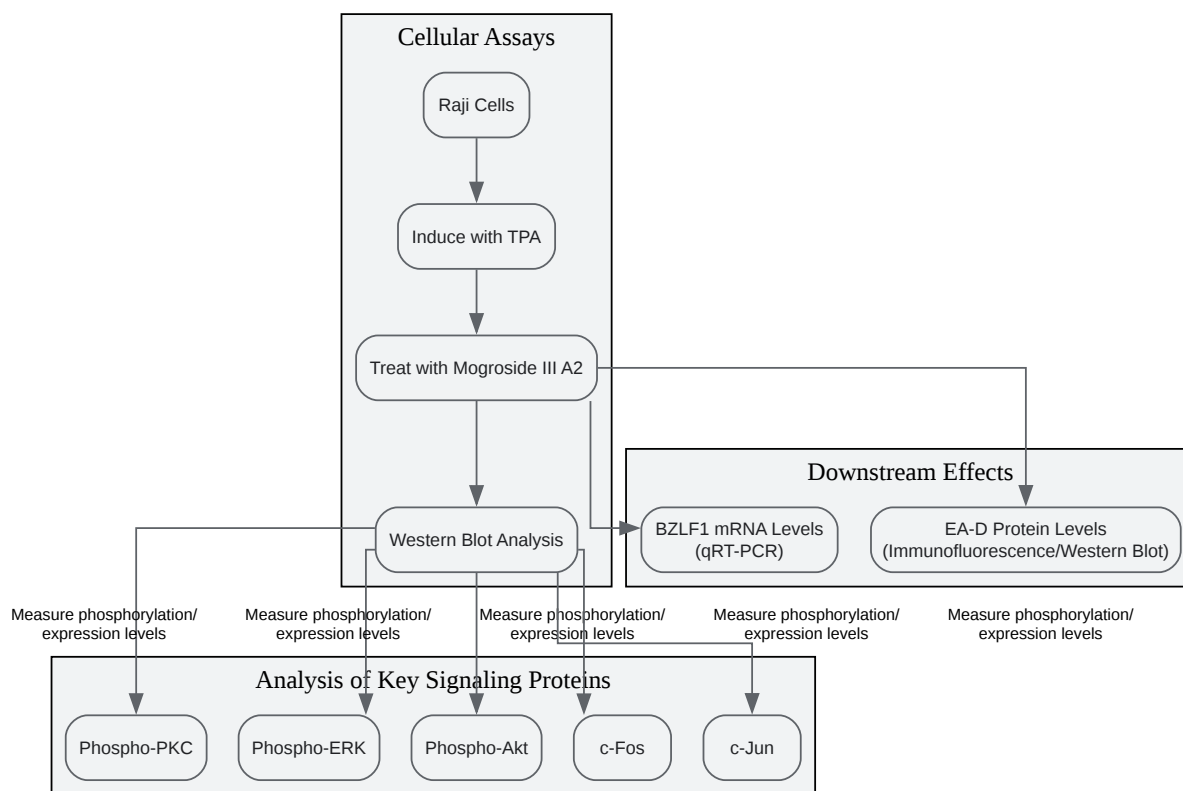 Cellular Assays
Raji Cells
Induce with TPA
Treat with Mogroside III A2
Western Blot Analysis
Downstream Effects
BZLF1 mRNA Levels
(qRT-PCR)
EA-D Protein Levels
(Immunofluorescence/Western Blot)
Measure phosphorylation/
expression levels
Measure phosphorylation/
expression levels
Measure phosphorylation/
expression levels
Measure phosphorylation/
expression levels
Measure phosphorylation/
expression levels
Analysis of Key Signaling Proteins
Phospho-PKC
Phospho-ERK
Phospho-Akt
c-Fos
c-Jun